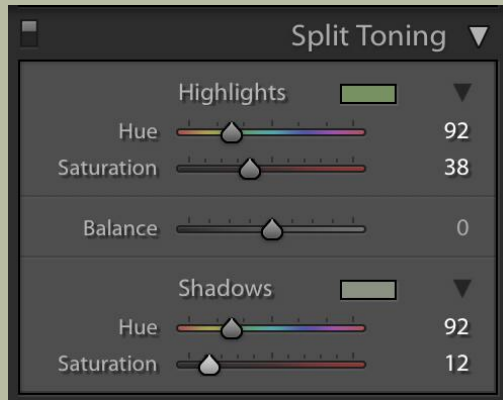 Split Toning
Highlights
Hue 92
Saturation 38
Balance 0
Shadows
Hue 92
Saturation 12